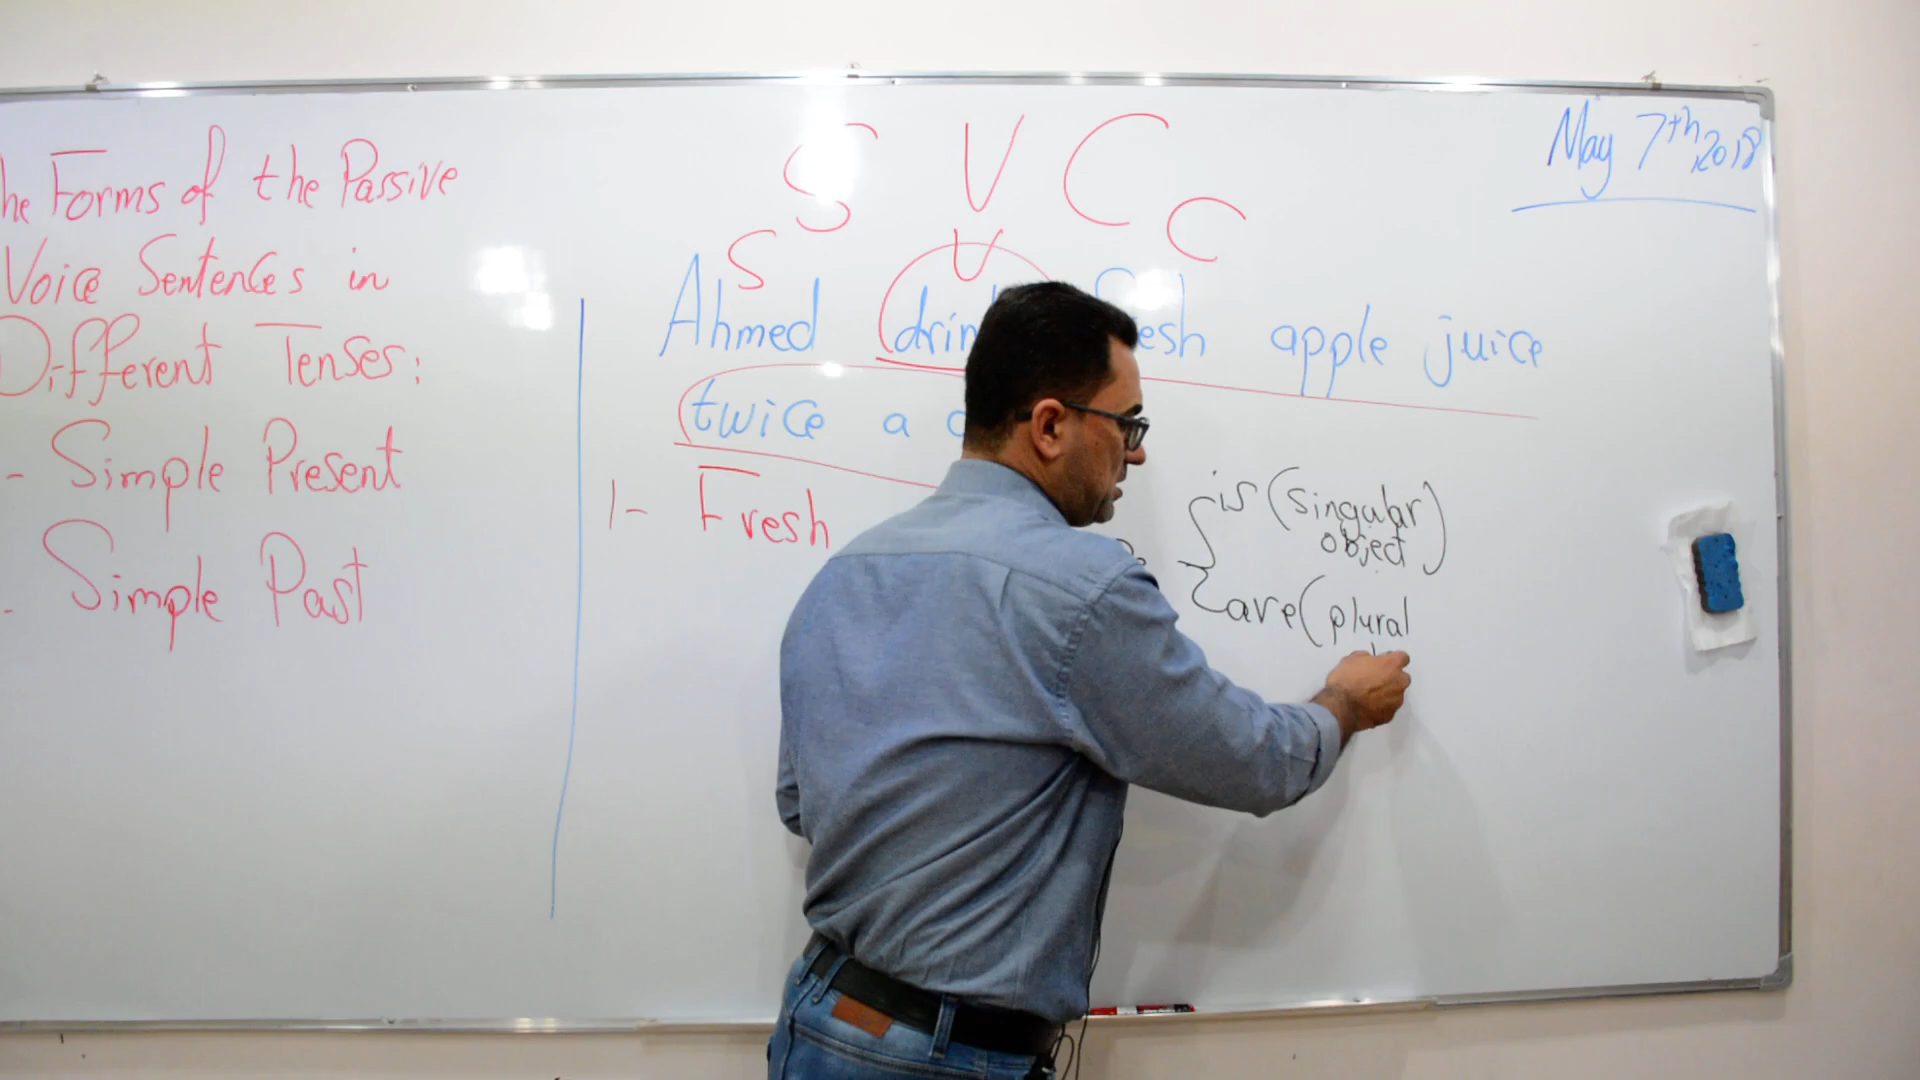 he Forms of the Passive
Voice Sentences in
Different Tenses:
- Simple Present
- Simple Past
S V C
May 7th, 2018
S V C
Ahmed apple juice
twice a
1- Fresh
is (singular
object)
are (plural